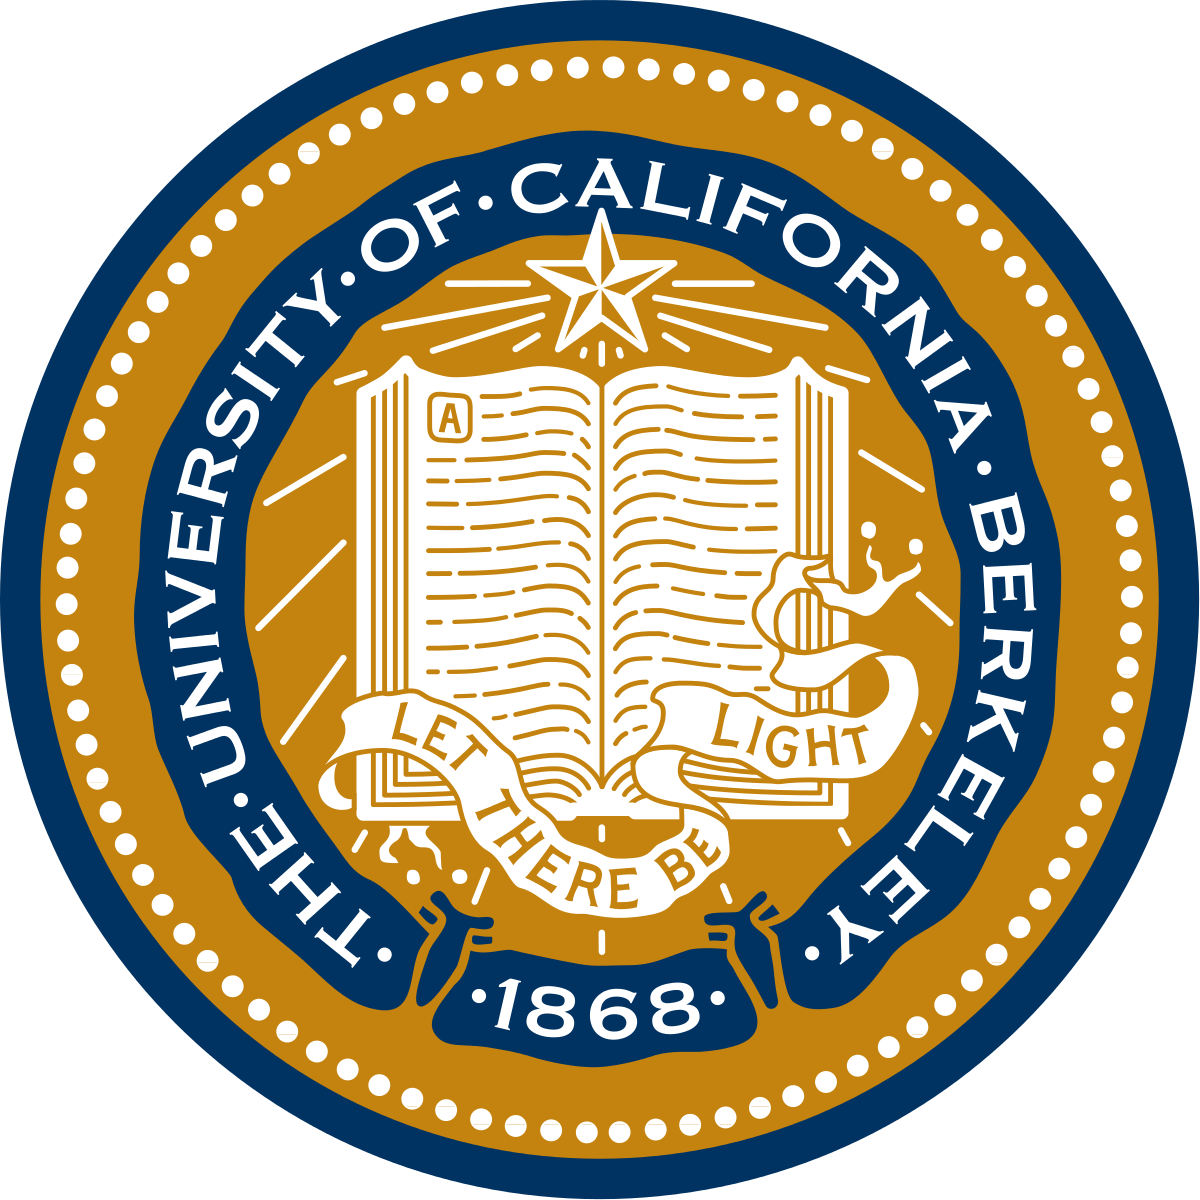 ·THE·UNIVERSITY·OF·CALIFORNIA·BERKELEY·
A
LET THERE BE LIGHT
·1868·